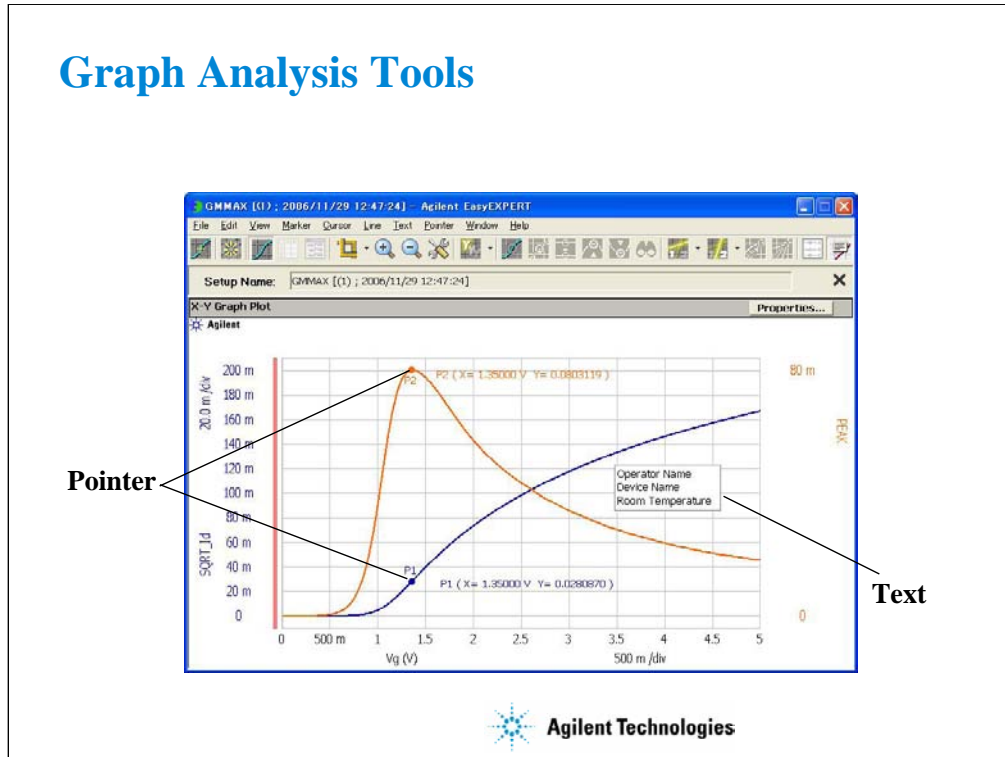 Graph Analysis Tools
GMMAX [(1) ; 2006/11/29 12:47:24] - Agilent EasyEXPERT
File Edit View Marker Cursor Line Text Pointer Window Help
Setup Name: GMMAX [(1) ; 2006/11/29 12:47:24]
X-Y Graph Plot Properties...
Agilent
20.0 m /div
SQRT_Id
200 m
180 m
160 m
140 m
120 m
100 m
80 m
60 m
40 m
20 m
0
P2
P2 ( X= 1.35000 V Y= 0.0803119 )
80 m
PEAK
0
Operator Name
Device Name
Room Temperature
P1
P1 ( X= 1.35000 V Y= 0.0280870 )
0 500 m 1 1.5 2 2.5 3 3.5 4 4.5 5
Vg (V) 500 m /div
Pointer
Text
Agilent Technologies